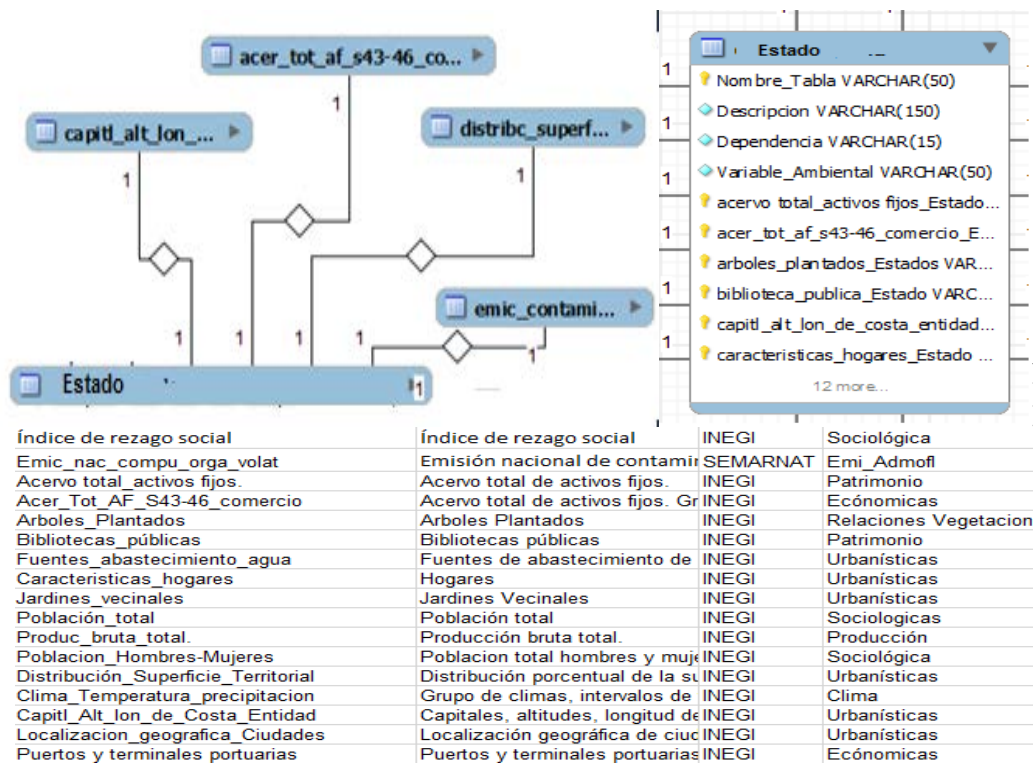 acer_tot_af_s43-46_co...
1
capitl_alt_lon_...
1
distribc_superf...
1
emic_contami...
1
1
1
1
1
Estado
1
1
1
1
1
1
1
Estado
Nombre_Tabla VARCHAR(50)
Descripcion VARCHAR(150)
Dependencia VARCHAR(15)
Variable_Ambiental VARCHAR(50)
acervo total_activos fijos_Estado...
acer_tot_af_s43-46_comercio_E...
arboles_plantados_Estados VAR...
biblioteca_publica_Estado VARC...
capitl_alt_lon_de_costa_entidad...
caracteristicas_hogares_Estado ...
12 more...
Índice de rezago social Índice de rezago social INEGI Sociológica
Emic_nac_compu_orga_volat Emisión nacional de contamir SEMARNAT Emi_Admofl
Acervo total_activos fijos. Acervo total de activos fijos. INEGI Patrimonio
Acer_Tot_AF_S43-46_comercio Acervo total de activos fijos. Gr INEGI Ecónomicas
Arboles_Plantados Arboles Plantados INEGI Relaciones Vegetacion
Bibliotecas_públicas Bibliotecas públicas INEGI Patrimonio
Fuentes_abastecimiento_agua Fuentes de abastecimiento de INEGI Urbanísticas
Caracteristicas_hogares Hogares INEGI Urbanísticas
Jardines_vecinales Jardines Vecinales INEGI Urbanísticas
Población_total Población total INEGI Sociologicas
Produc_bruta_total. Producción bruta total. INEGI Producción
Poblacion_Hombres-Mujeres Poblacion total hombres y muje INEGI Sociológica
Distribución_Superficie_Territorial Distribución porcentual de la su INEGI Urbanísticas
Clima_Temperatura_precipitacion Grupo de climas, intervalos de INEGI Clima
Capitl_Alt_lon_de_Costa_Entidad Capitales, altitudes, longitud de INEGI Urbanísticas
Localizacion_geografica_Ciudades Localización geográfica de ciud INEGI Urbanísticas
Puertos y terminales portuarias Puertos y terminales portuarias INEGI Ecónomicas